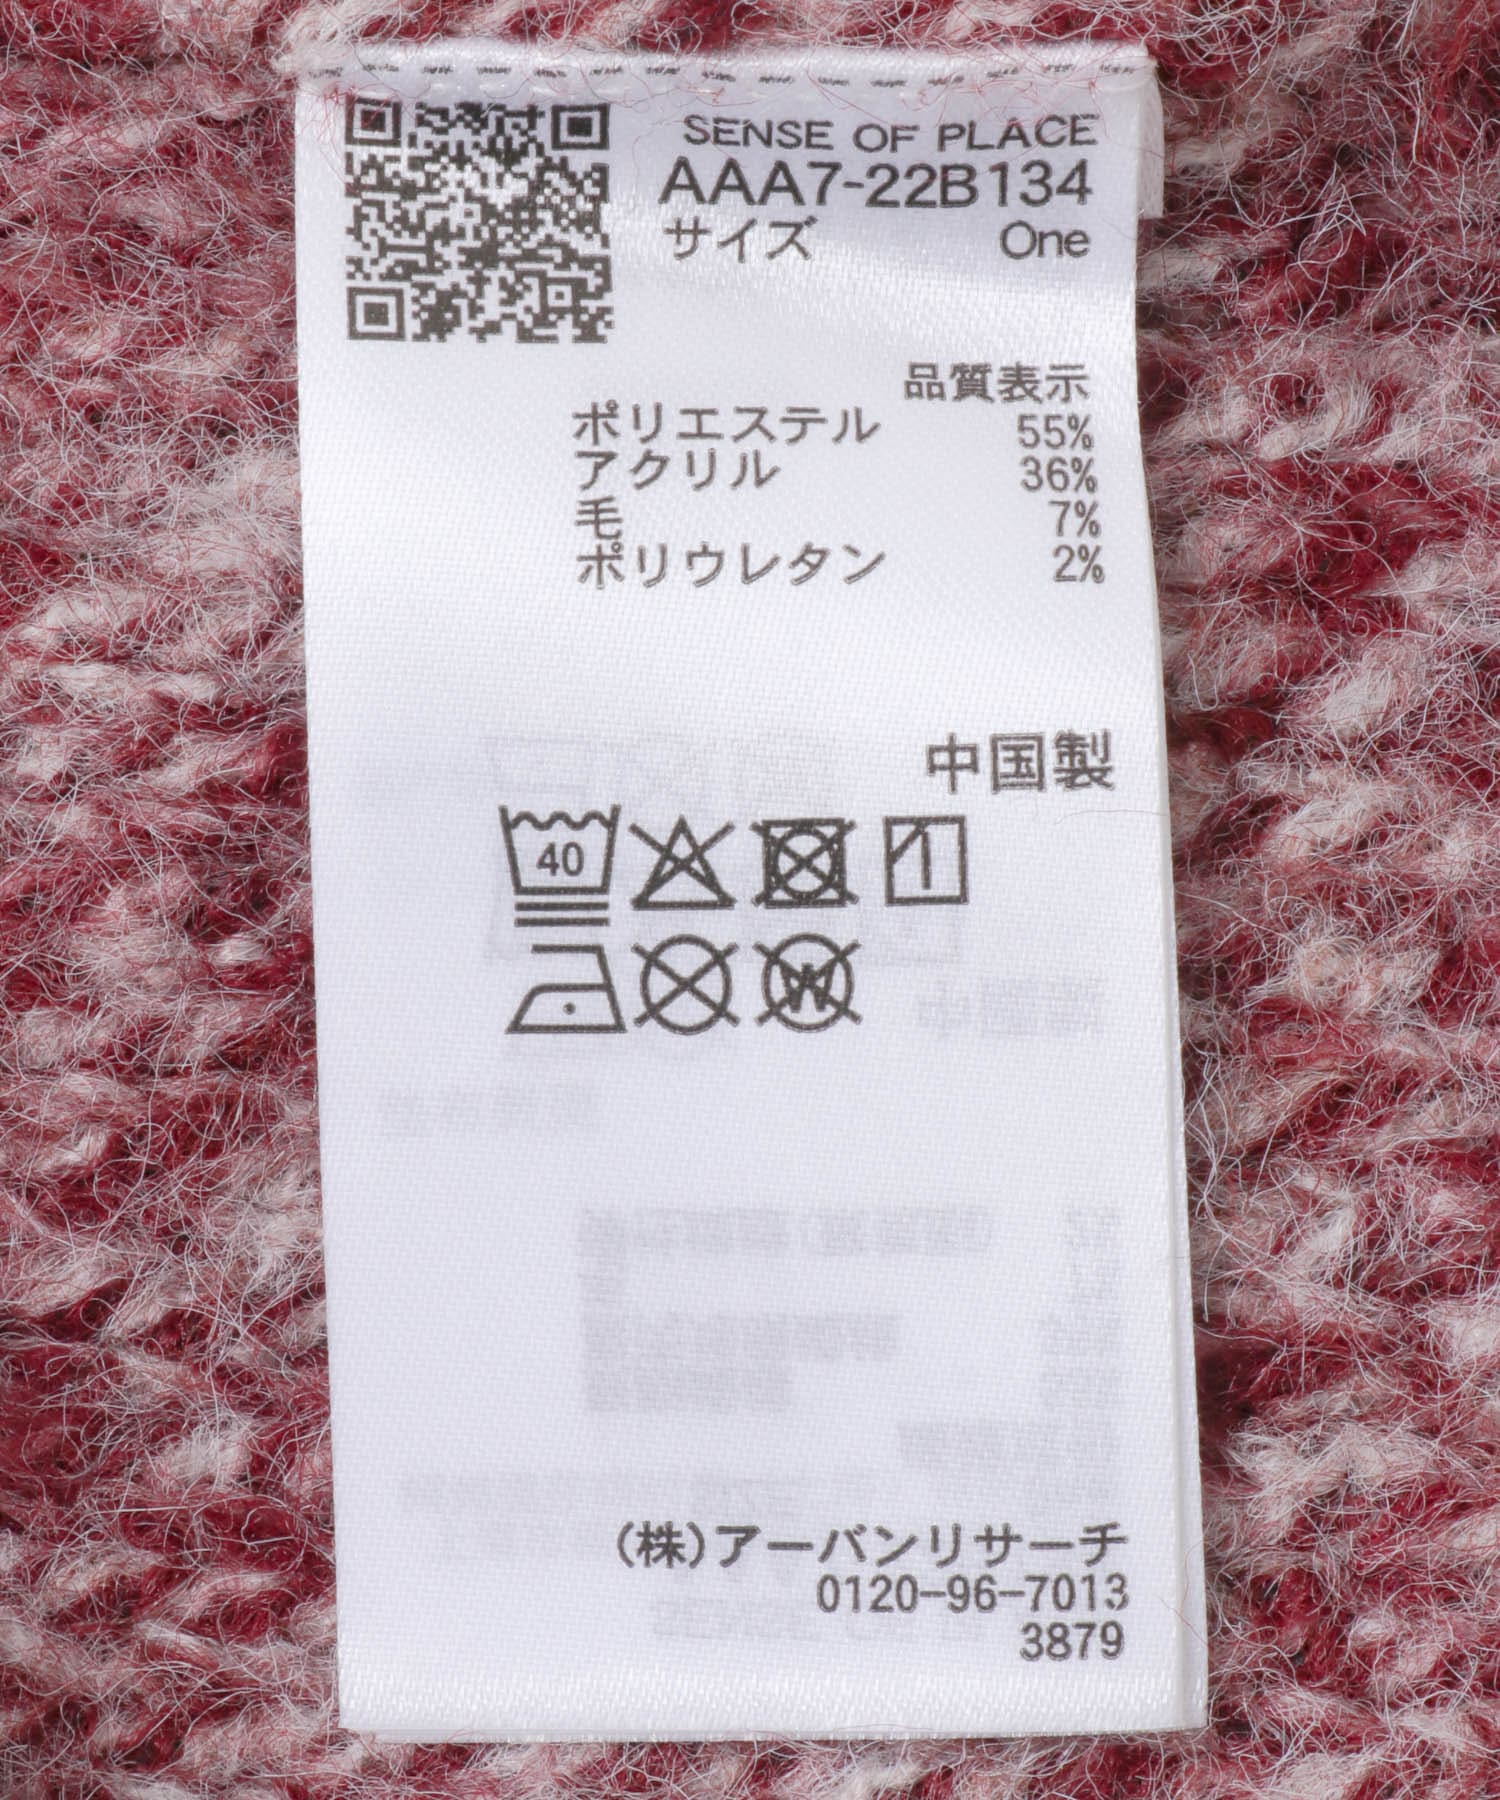 SENSE OF PLACE
AAA7-22B134
サイズ One
品質表示
ポリエステル 55%
アクリル 36%
毛 7%
ポリウレタン 2%
中国製
40
W
(株)アーバンリサーチ
0120-96-7013
3879